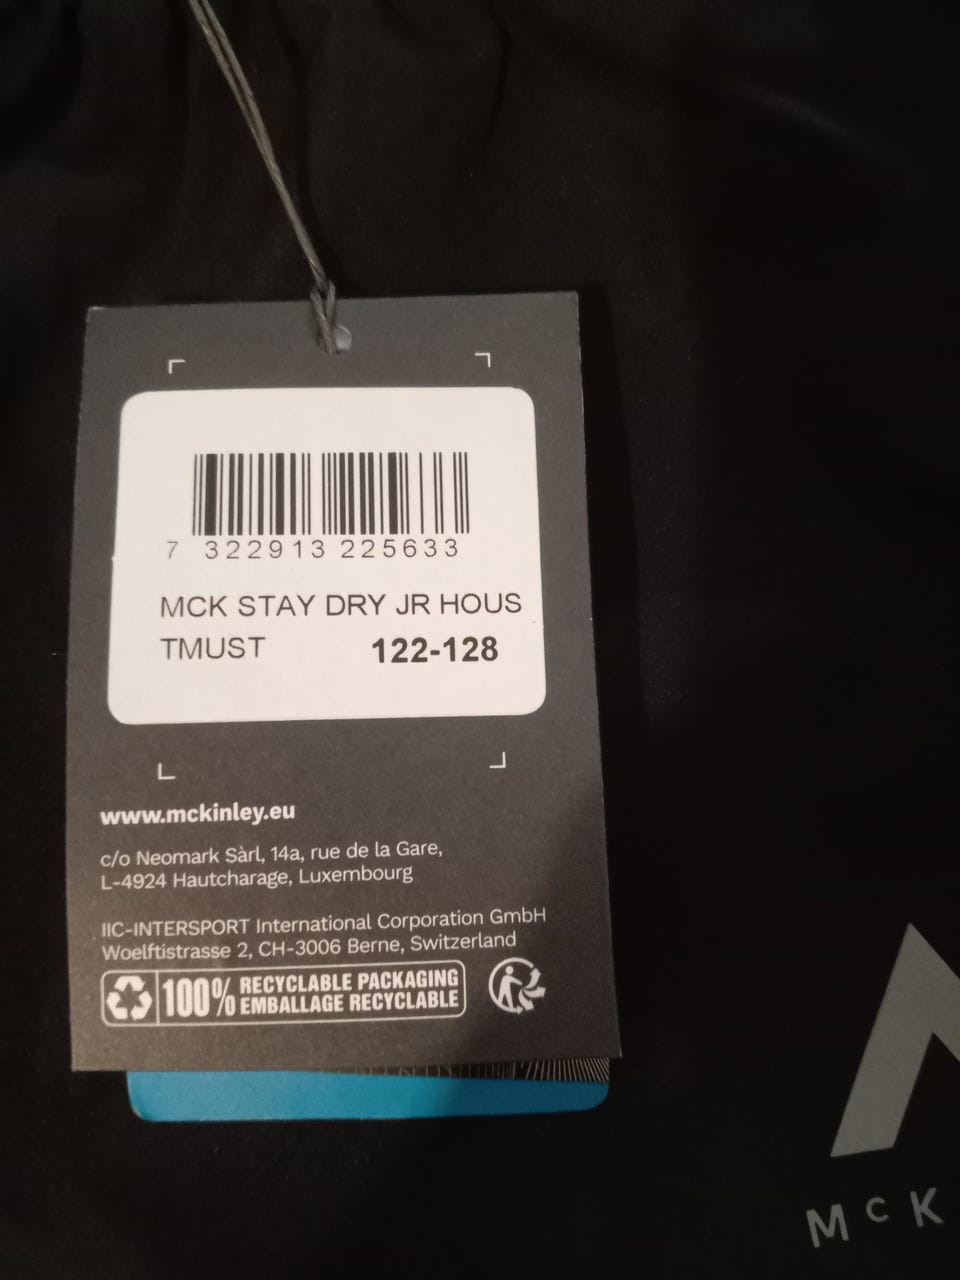 7 322913 225633
MCK STAY DRY JR HOUS
TMUST 122-128
www.mckinley.eu
c/o Neomark Sàrl, 14a, rue de la Gare,
L-4924 Hautcharage, Luxembourg
IIC-INTERSPORT International Corporation GmbH
Woelftistrasse 2, CH-3006 Berne, Switzerland
100% RECYCLABLE PACKAGING
EMBALLAGE RECYCLABLE
McK